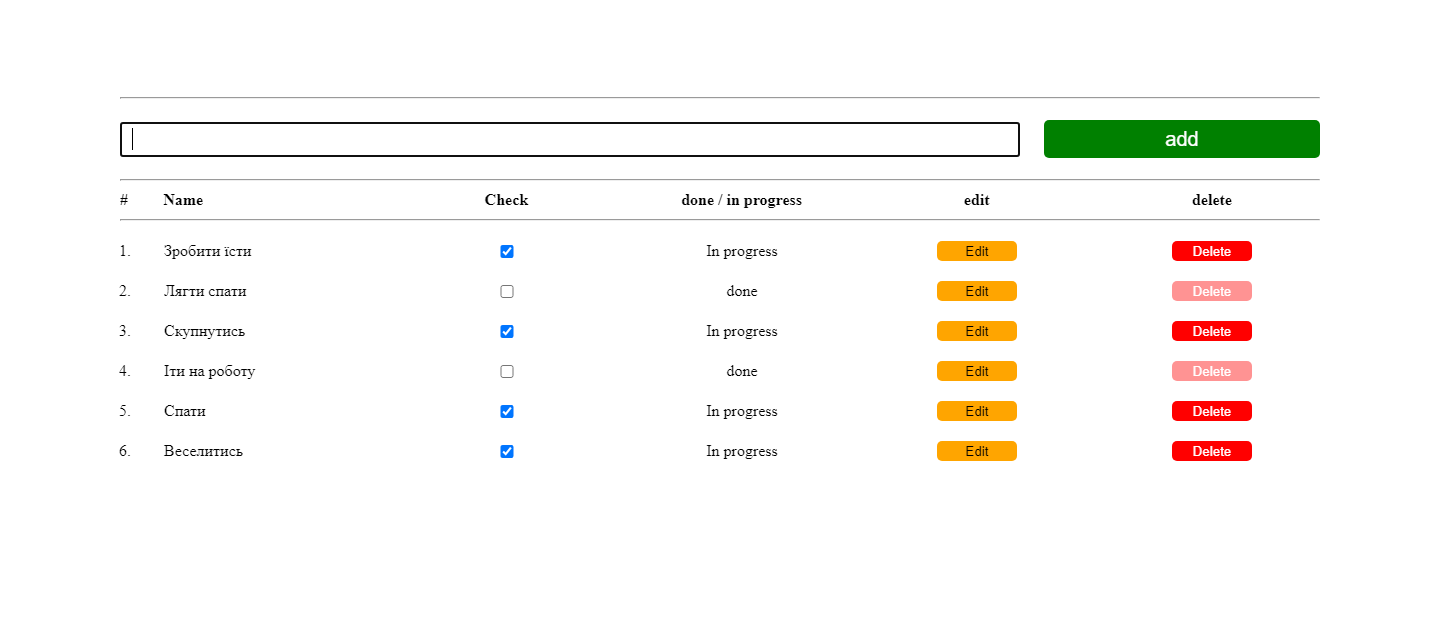 add
# Name Check done / in progress edit delete
1. Зробити їсти In progress Edit Delete
2. Лягти спати done Edit Delete
3. Скупнутись In progress Edit Delete
4. Іти на роботу done Edit Delete
5. Спати In progress Edit Delete
6. Веселитись In progress Edit Delete